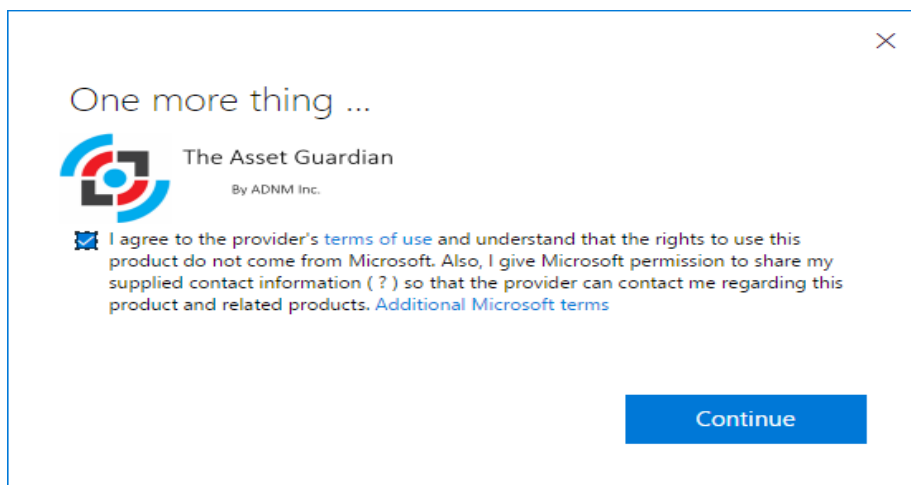 One more thing ...
The Asset Guardian
By ADNM Inc.
I agree to the provider's terms of use and understand that the rights to use this
product do not come from Microsoft. Also, I give Microsoft permission to share my
supplied contact information ( ? ) so that the provider can contact me regarding this
product and related products. Additional Microsoft terms
Continue